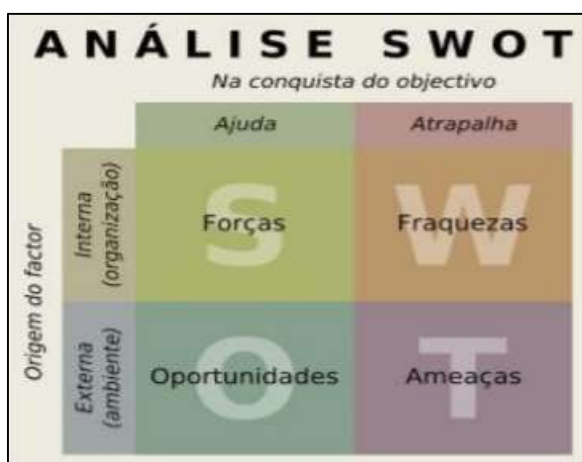 ANÁLISE SWOT
Na conquista do objectivo
Ajuda
Atrapalha
Origem do factor
Interna
(organização)
S
Forças
W
Fraquezas
Externa
(ambiente)
O
Oportunidades
T
Ameaças